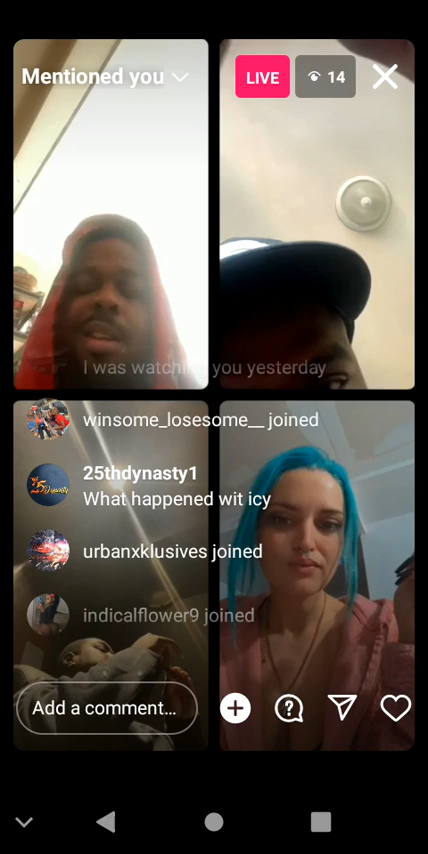 Mentioned you
LIVE
14
I was watching you yesterday
winsome_losesome__ joined
25thdynasty1
What happened wit icy
urbanxklusives joined
indicalflower9 joined
Add a comment...